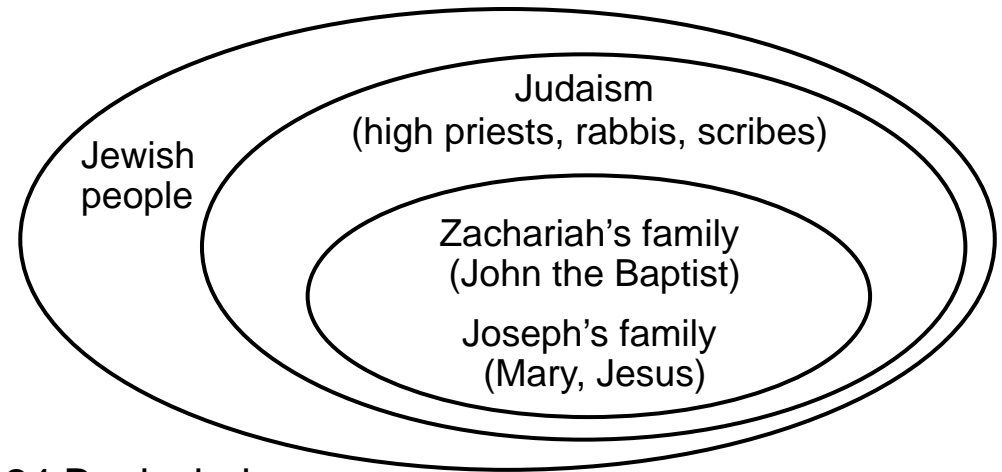 Judaism
(high priests, rabbis, scribes)
Jewish
people
Zachariah’s family
(John the Baptist)
Joseph’s family
(Mary, Jesus)